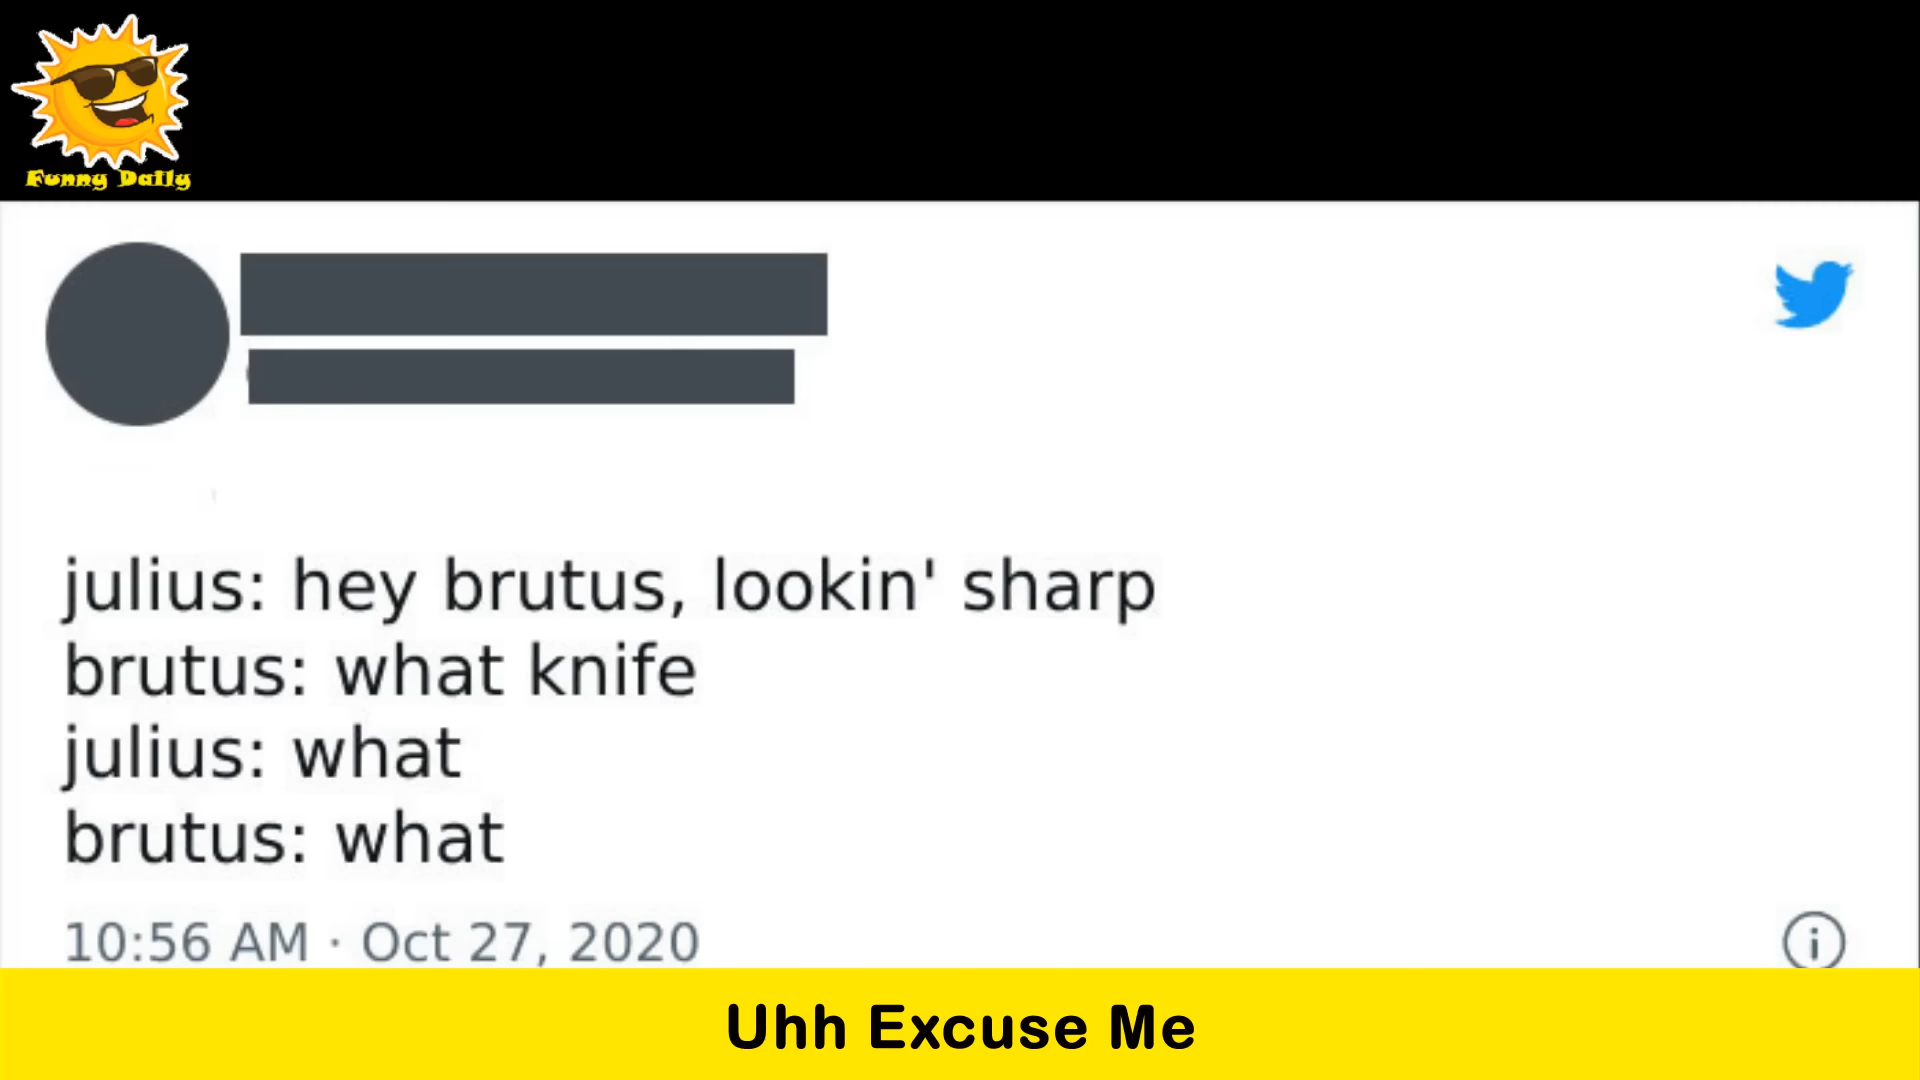 Funny Daily
julius: hey brutus, lookin' sharp
brutus: what knife
julius: what
brutus: what
10:56 AM · Oct 27, 2020
Uhh Excuse Me